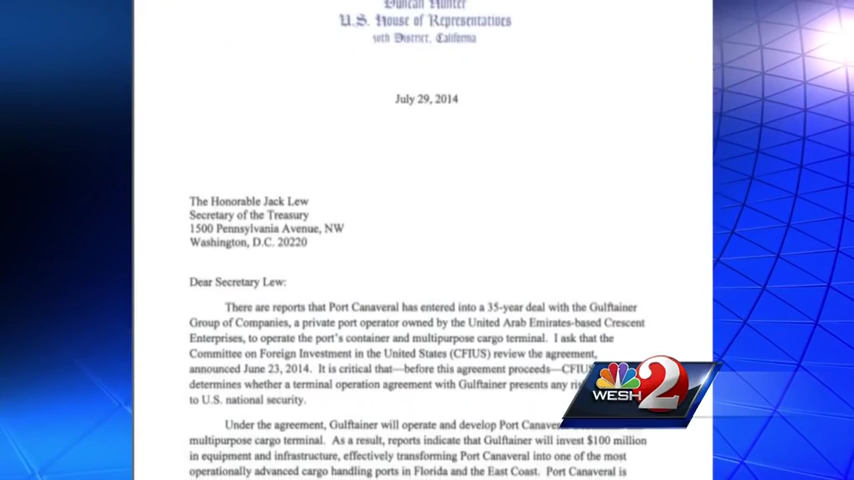 Duncan Hunter
U.S. House of Representatives
50th District, California
July 29, 2014
The Honorable Jack Lew
Secretary of the Treasury
1500 Pennsylvania Avenue, NW
Washington, D.C. 20220
Dear Secretary Lew:
There are reports that Port Canaveral has entered into a 35-year deal with the Gulftainer
Group of Companies, a private port operator owned by the United Arab Emirates-based Crescent
Enterprises, to operate the port's container and multipurpose cargo terminal. I ask that the
Committee on Foreign Investment in the United States (CFIUS) review the agreement,
announced June 23, 2014. It is critical that—before this agreement proceeds—CFIUS
determines whether a terminal operation agreement with Gulftainer presents any
to U.S. national security.
Under the agreement, Gulftainer will operate and develop Port
multipurpose cargo terminal. As a result, reports indicate that Gulftainer will invest $100 million
in equipment and infrastructure, effectively transforming Port Canaveral into one of the most
operationally advanced cargo handling ports in Florida and the East Coast. Port Canaveral is
WESH 2